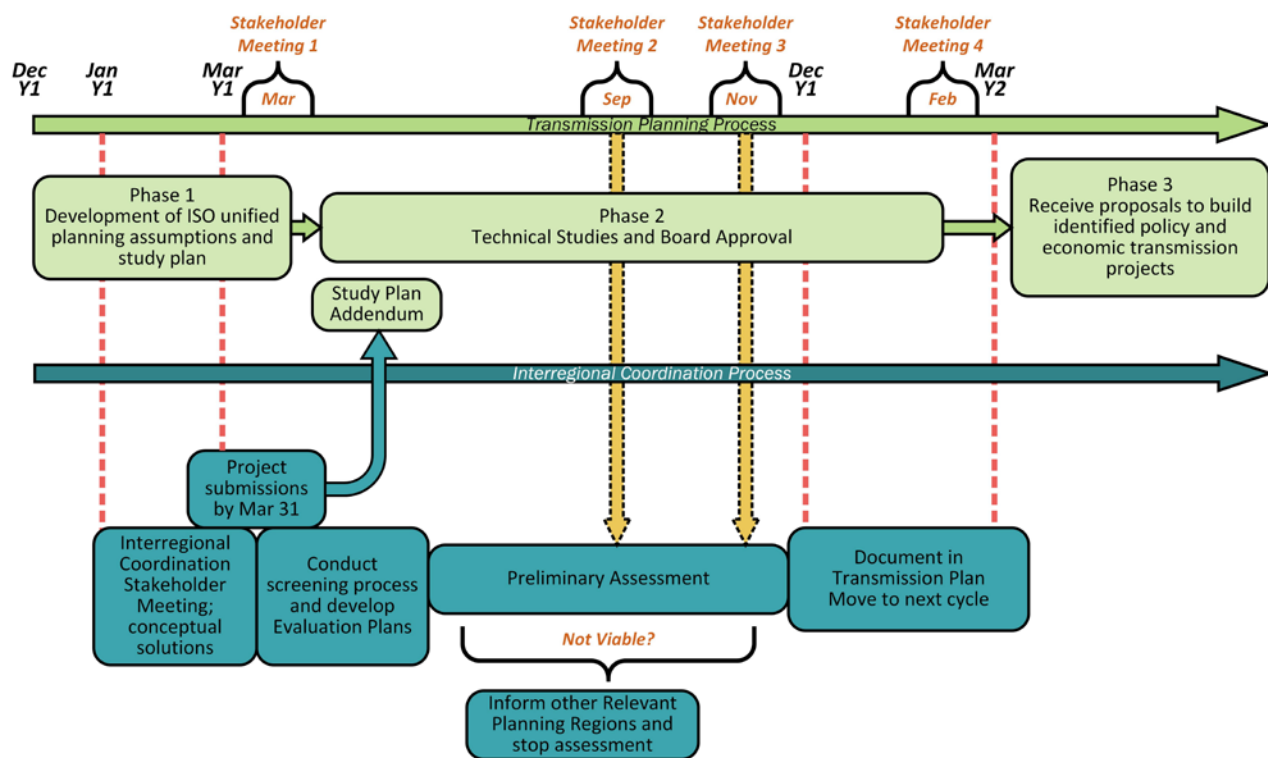 Stakeholder
Meeting 1
Stakeholder
Meeting 2
Stakeholder
Meeting 3
Stakeholder
Meeting 4
Dec
Y1
Jan
Y1
Mar
Y1
Mar
Sep
Nov
Dec
Y1
Feb
Mar
Y2
Transmission Planning Process
Phase 1
Development of ISO unified
planning assumptions and
study plan
Phase 2
Technical Studies and Board Approval
Phase 3
Receive proposals to build
identified policy and
economic transmission
projects
Study Plan
Addendum
Interregional Coordination Process
Project
submissions
by Mar 31
Interregional
Coordination
Stakeholder
Meeting;
conceptual
solutions
Conduct
screening process
and develop
Evaluation Plans
Preliminary Assessment
Document in
Transmission Plan
Move to next cycle
Not Viable?
Inform other Relevant
Planning Regions and
stop assessment